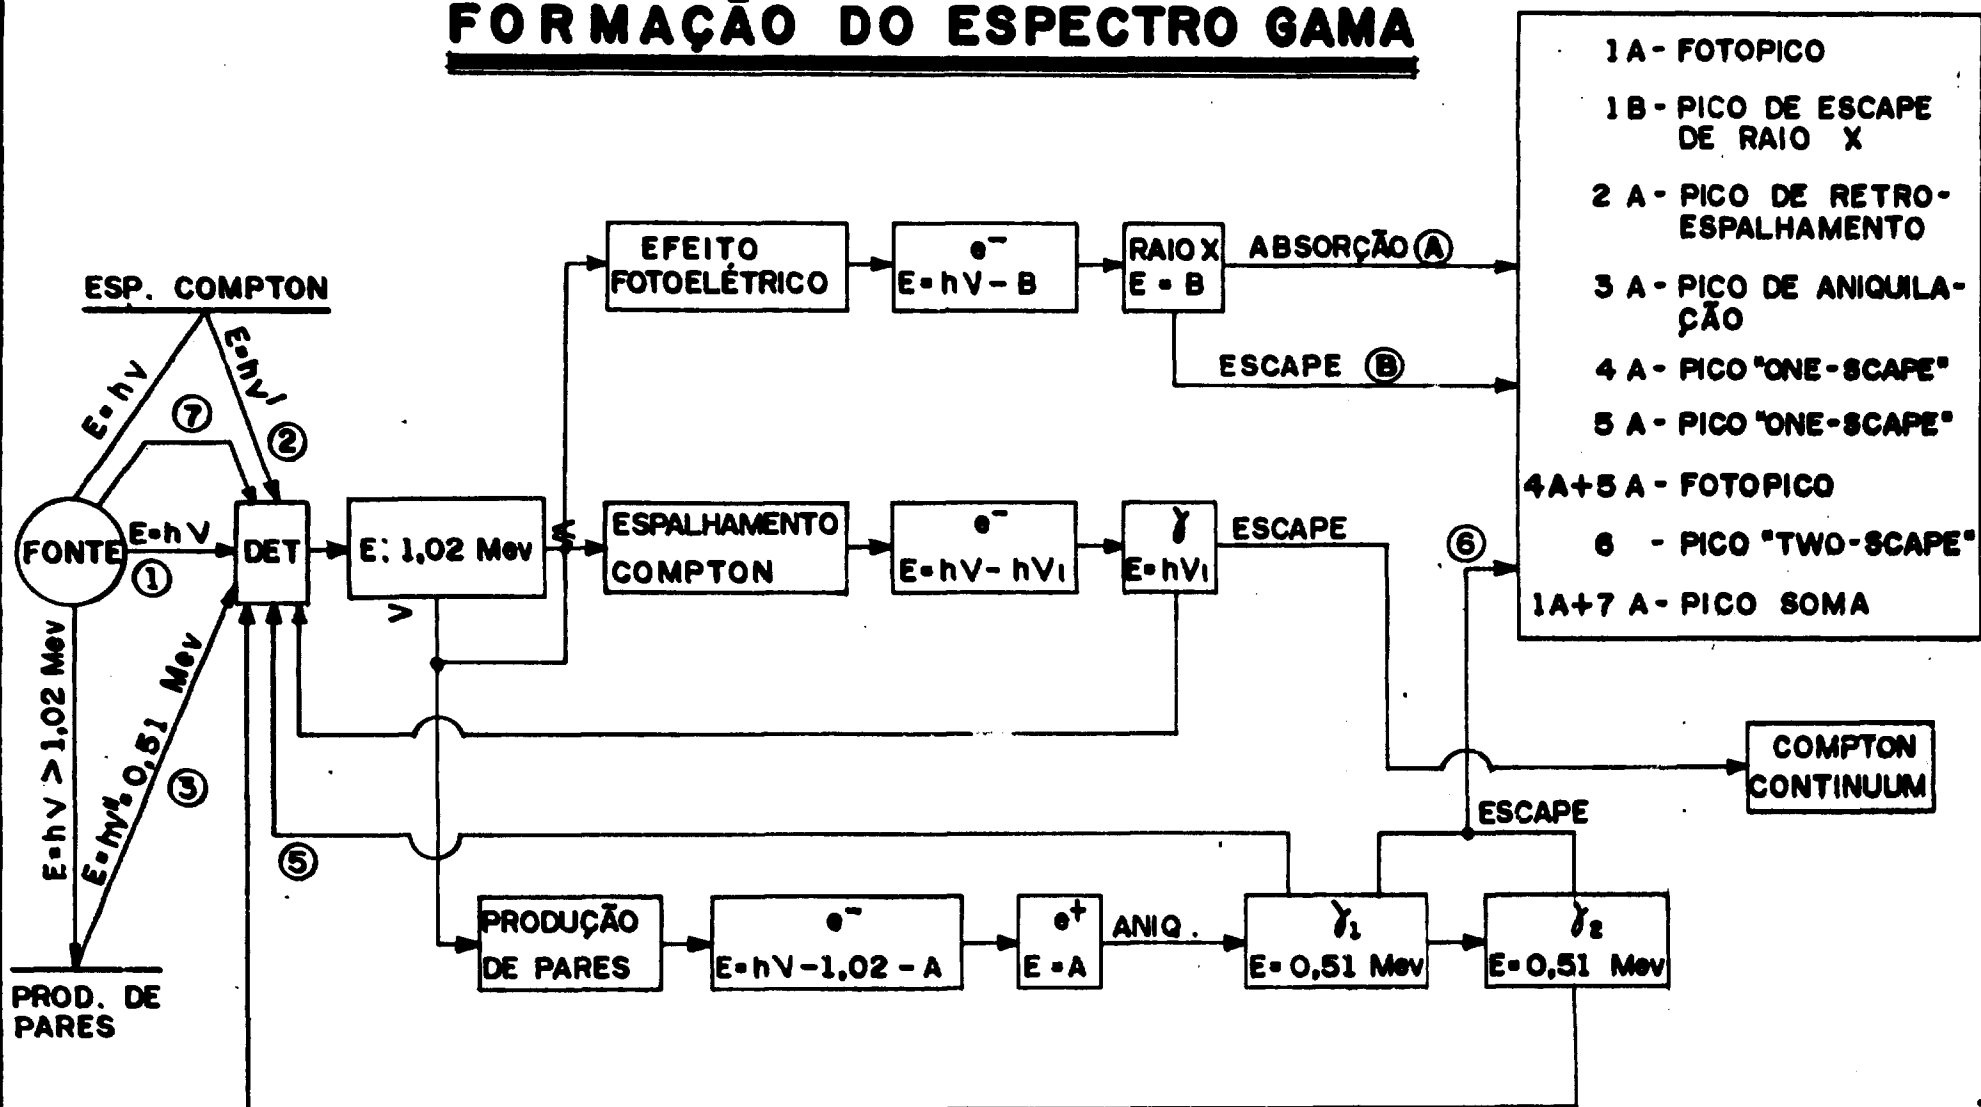 FORMAÇÃO DO ESPECTRO GAMA
1 A - FOTOPICO
1 B - PICO DE ESCAPE
DE RAIO X
2 A - PICO DE RETRO-
ESPALHAMENTO
3 A - PICO DE ANIQUILA-
ÇÃO
4 A - PICO "ONE-SCAPE"
5 A - PICO "ONE-SCAPE"
4A+5 A - FOTOPICO
6 - PICO "TWO-SCAPE"
1A+7 A - PICO SOMA
EFEITO
FOTOELÉTRICO
e⁻
E=hV-B
RAIO X
E = B
ABSORÇÃO Ⓐ
ESCAPE Ⓑ
ESP. COMPTON
E=hV
E=hV'
⑦
②
FONTE
E=hV
①
DET
E: 1,02 Mev
<
V
ESPALHAMENTO
COMPTON
e⁻
E=hV-hV₁
γ
E=hV₁
ESCAPE
⑥
E=hV > 1,02 Mev
E=hV"=0,51 Mev
③
⑤
COMPTON
CONTINUUM
ESCAPE
PRODUÇÃO
DE PARES
e⁻
E=hV-1,02-A
e⁺
E=A
ANIQ.
γ₁
E=0,51 Mev
γ₂
E=0,51 Mev
PROD. DE
PARES